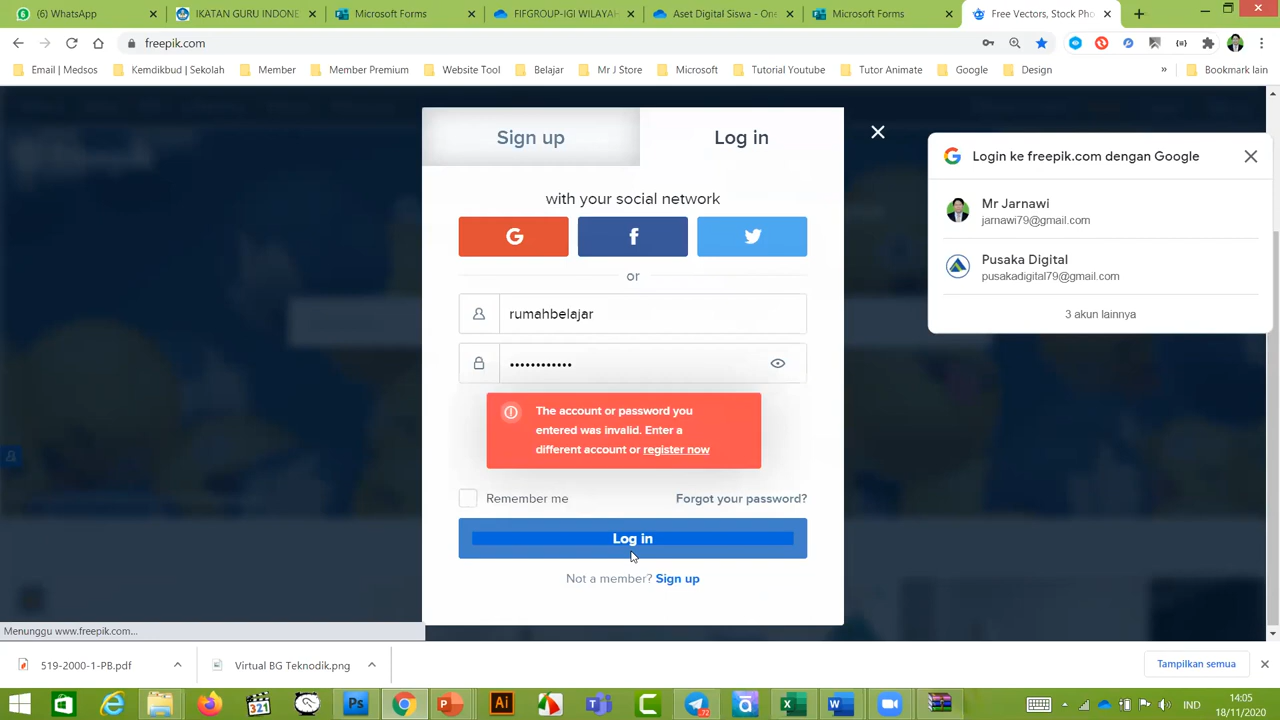 (6) WhatsApp
IKATAN GURU INDONE
Microsoft Forms
FIFGROUP-IGI WILAYAH
Aset Digital Siswa - One
Microsoft Forms
Free Vectors, Stock Pho
freepik.com
Email | Medsos
Kemdikbud | Sekolah
Member
Member Premium
Website Tool
Belajar
Mr J Store
Microsoft
Tutorial Youtube
Tutor Animate
Google
Design
»
Bookmark lain
Sign up
Log in
with your social network
or
rumahbelajar
••••••••••••
The account or password you
entered was invalid. Enter a
different account or register now
Remember me
Forgot your password?
Log in
Not a member? Sign up
Login ke freepik.com dengan Google
Mr Jarnawi
jarnawi79@gmail.com
Pusaka Digital
pusakadigital79@gmail.com
3 akun lainnya
Menunggu www.freepik.com...
519-2000-1-PB.pdf
Virtual BG Teknodik.png
Tampilkan semua
321
Ps
Ai
72
IND
14:05
18/11/2020